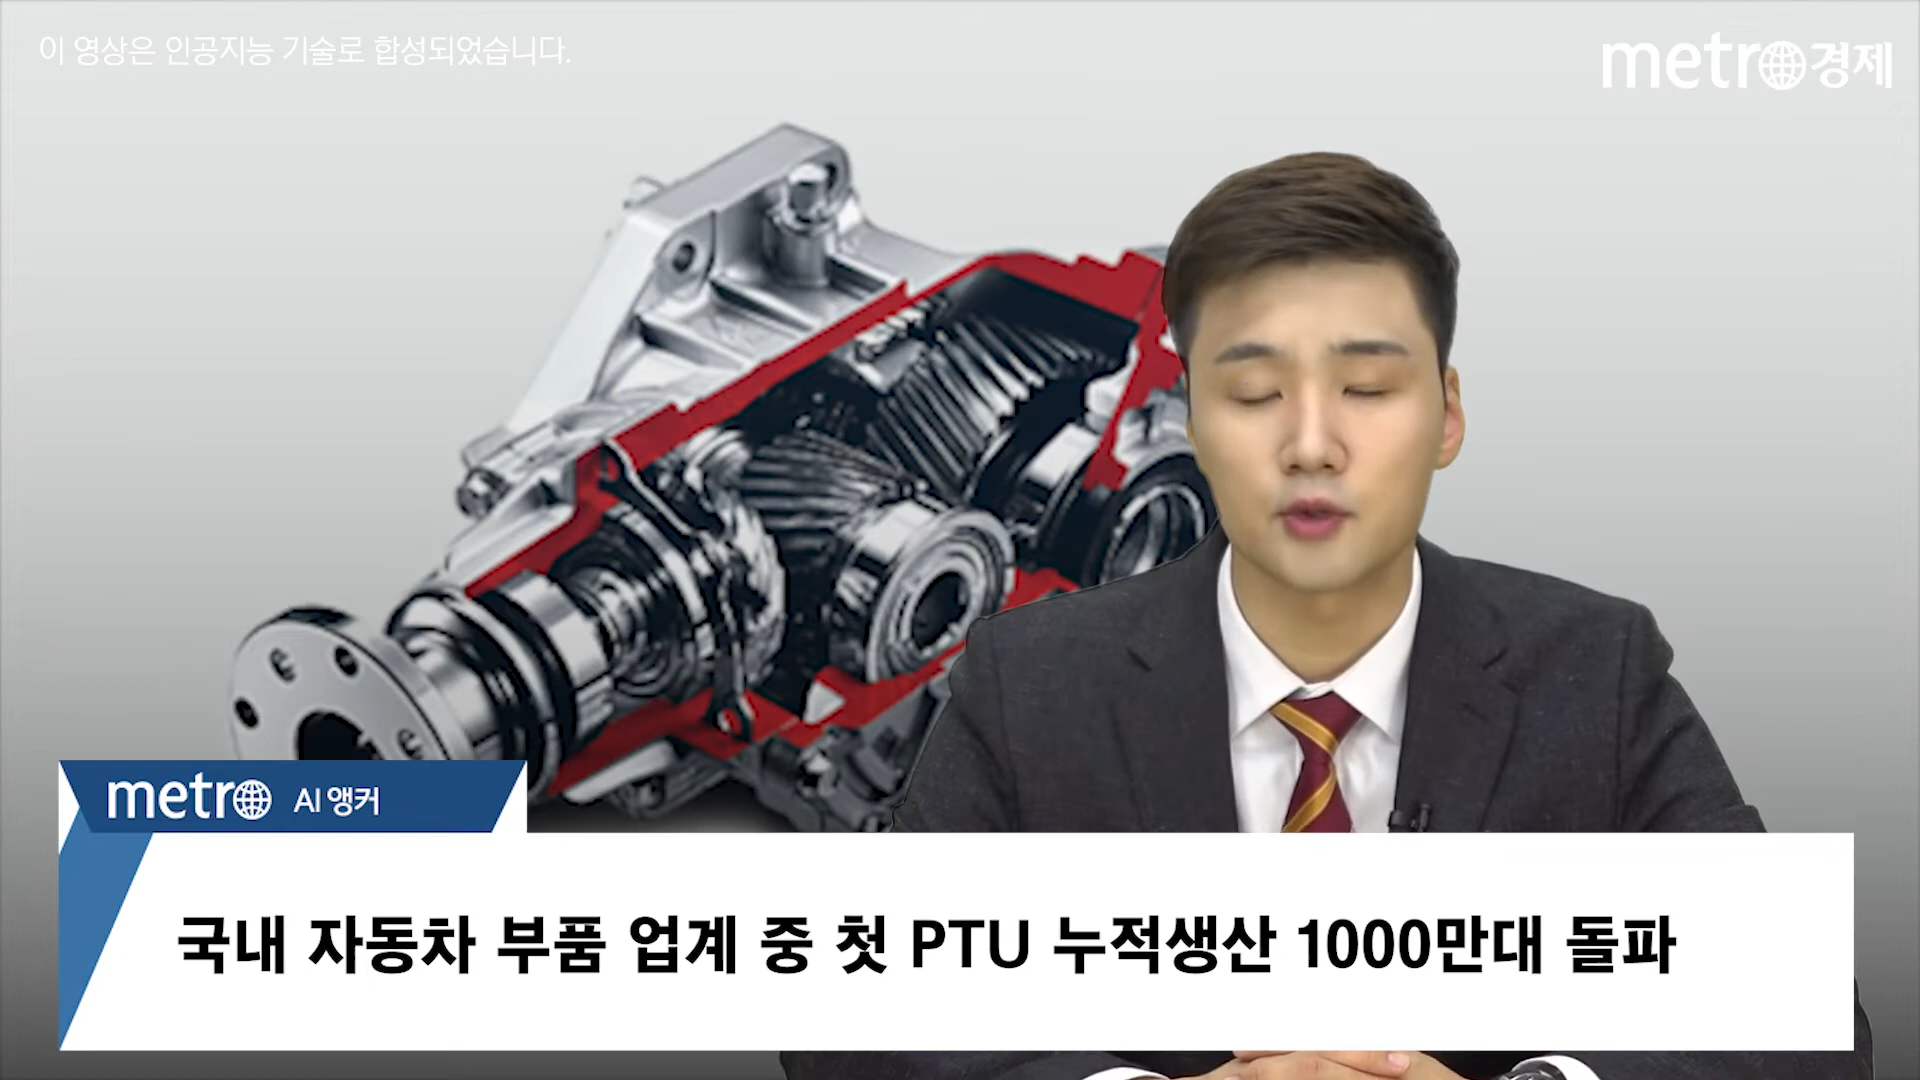 이 영상은 인공지능 기술로 합성되었습니다.
metro경제
metro AI 앵커
국내 자동차 부품 업계 중 첫 PTU 누적생산 1000만대 돌파